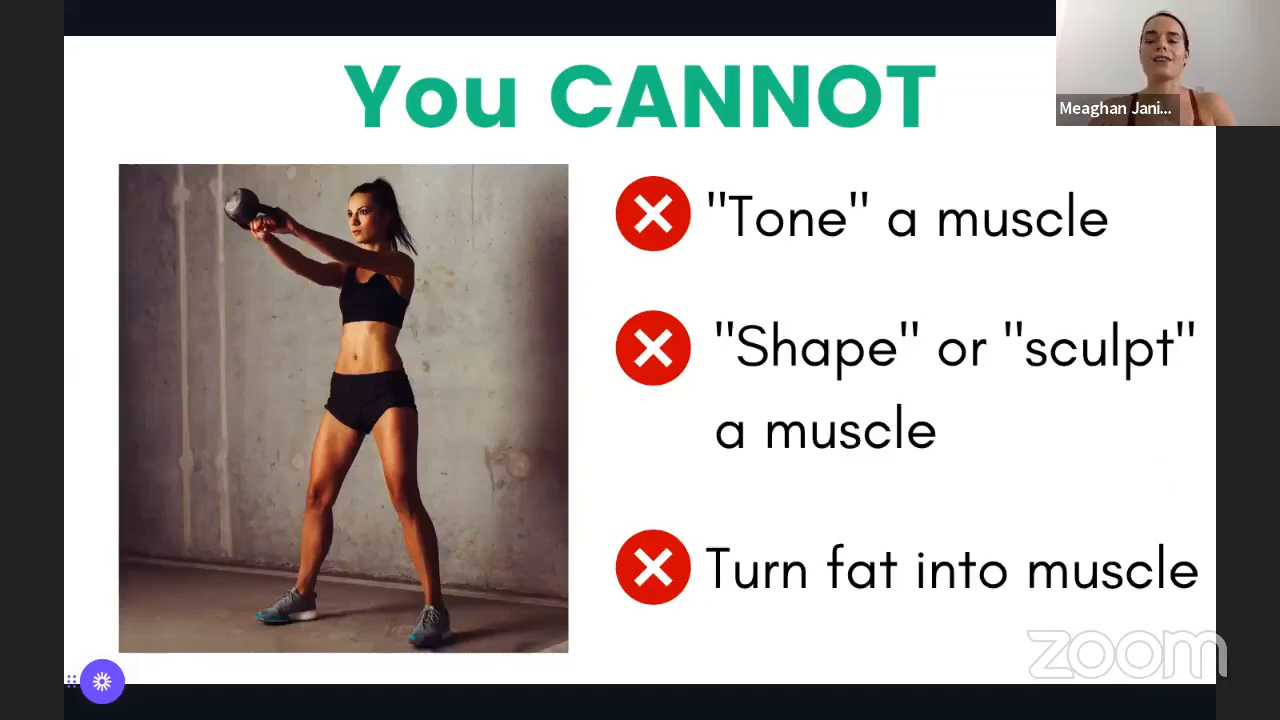 You CANNOT
Meaghan Jani...
"Tone" a muscle
"Shape" or "sculpt"
a muscle
Turn fat into muscle
zoom